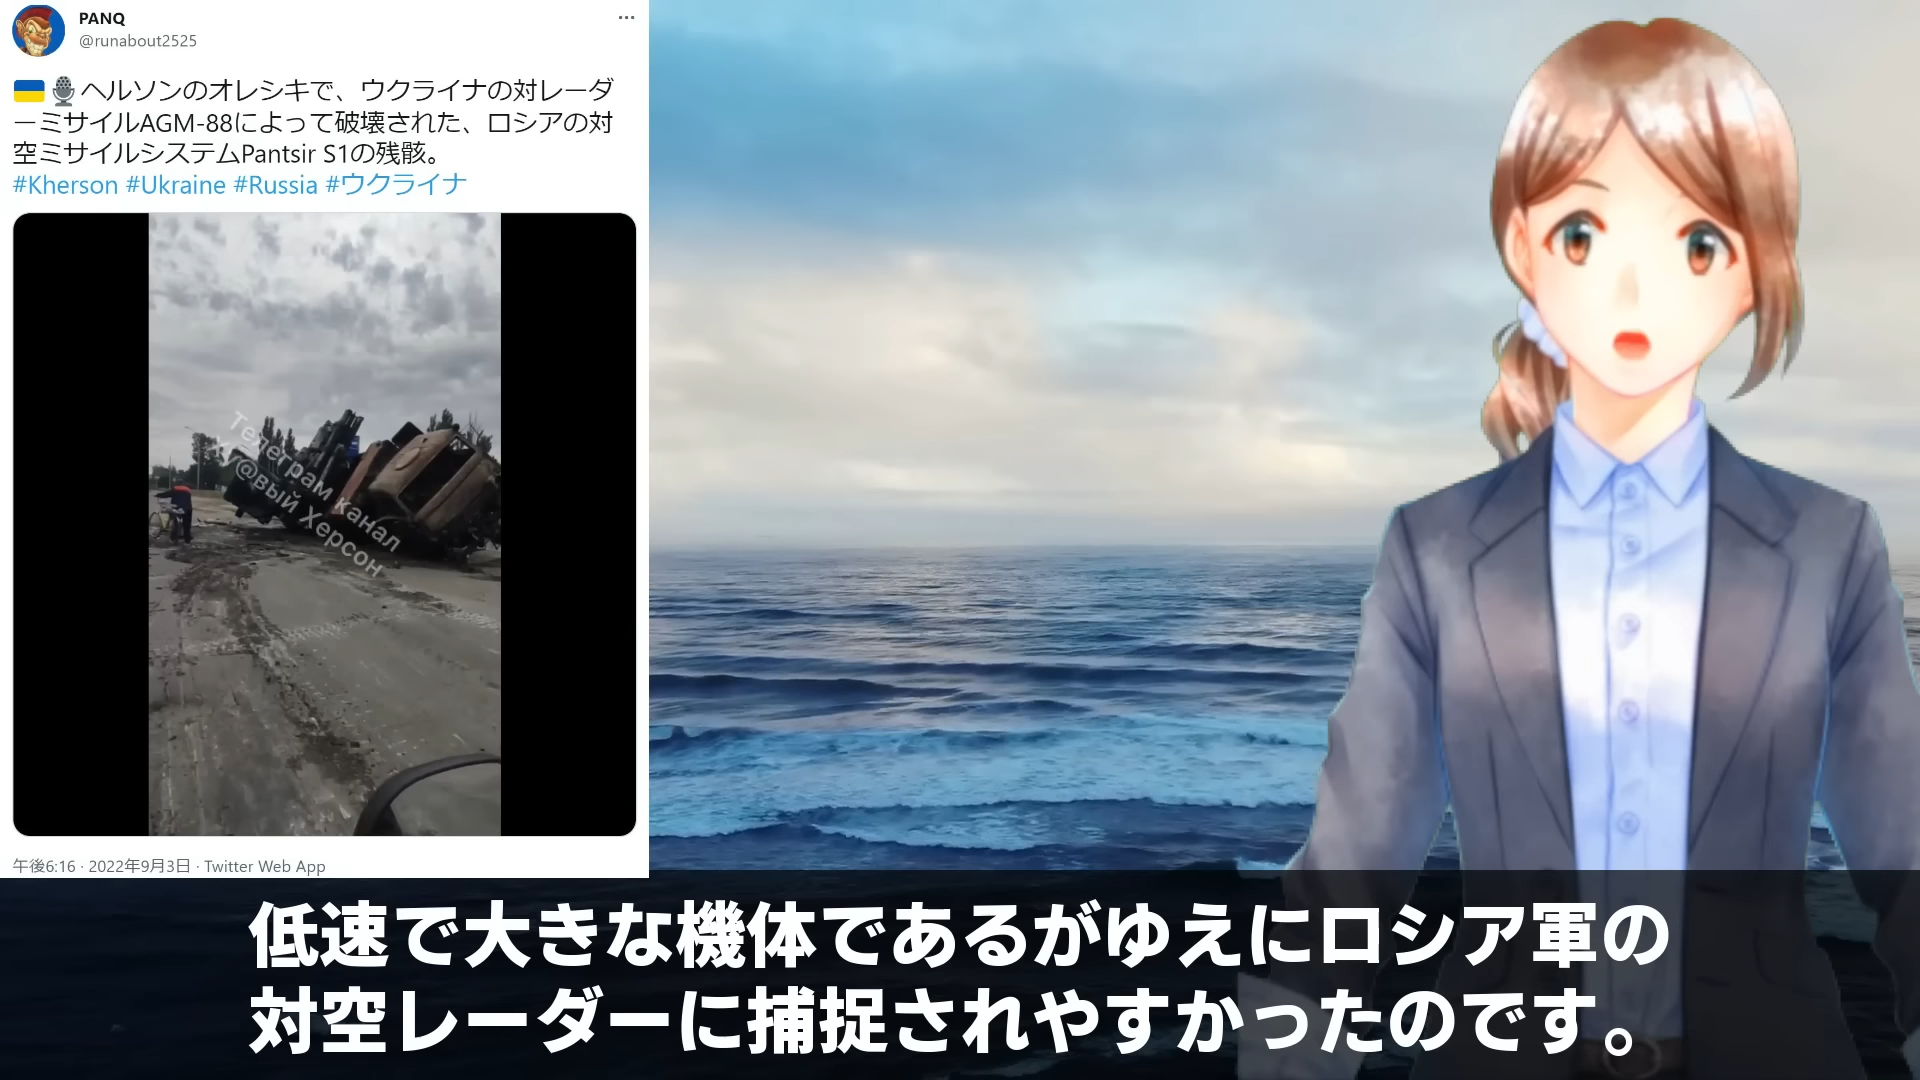 PANQ
@runabout2525
ヘルソンのオレシキで、ウクライナの対レーダ
ーミサイルAGM-88によって破壊された、ロシアの対
空ミサイルシステムPantsir S1の残骸。
#Kherson #Ukraine #Russia #ウクライナ
Телеграм канал
Ху@вый Херсон
午後6:16 · 2022年9月3日 · Twitter Web App
低速で大きな機体であるがゆえにロシア軍の
対空レーダーに捕捉されやすかったのです。